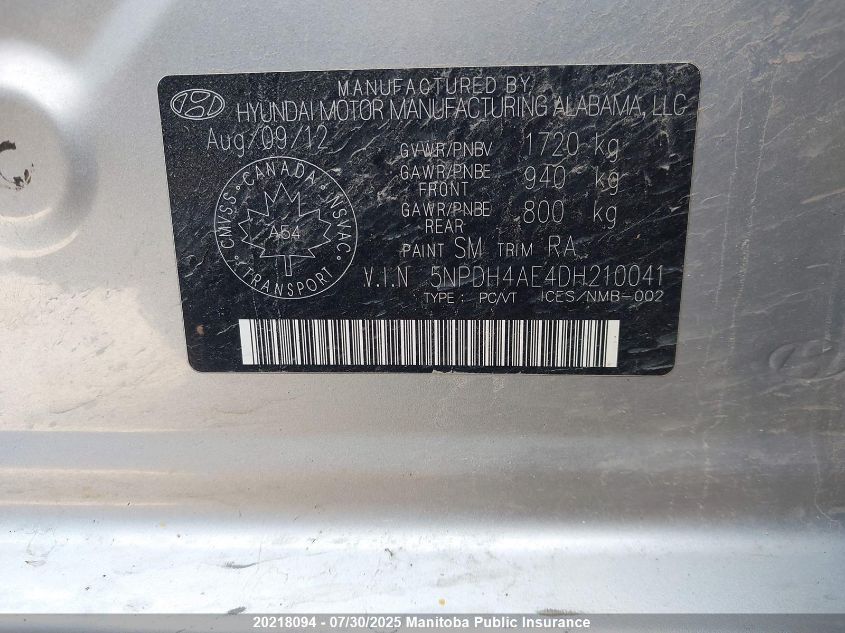 MANUFACTURED BY
HYUNDAI MOTOR MANUFACTURING ALABAMA, LLC
Aug/09/12
GVWR/PNBV 1720 kg
GAWR/PNBE FRONT 940 kg
GAWR/PNBE REAR 800 kg
CANADA
CMVSS NSVAC
A54
TRANSPORT
PAINT SM TRIM RA
V.I.N 5NPDH4AE4DH210041
TYPE : PC/VT ICES/NMB-002
20218094 - 07/30/2025 Manitoba Public Insurance